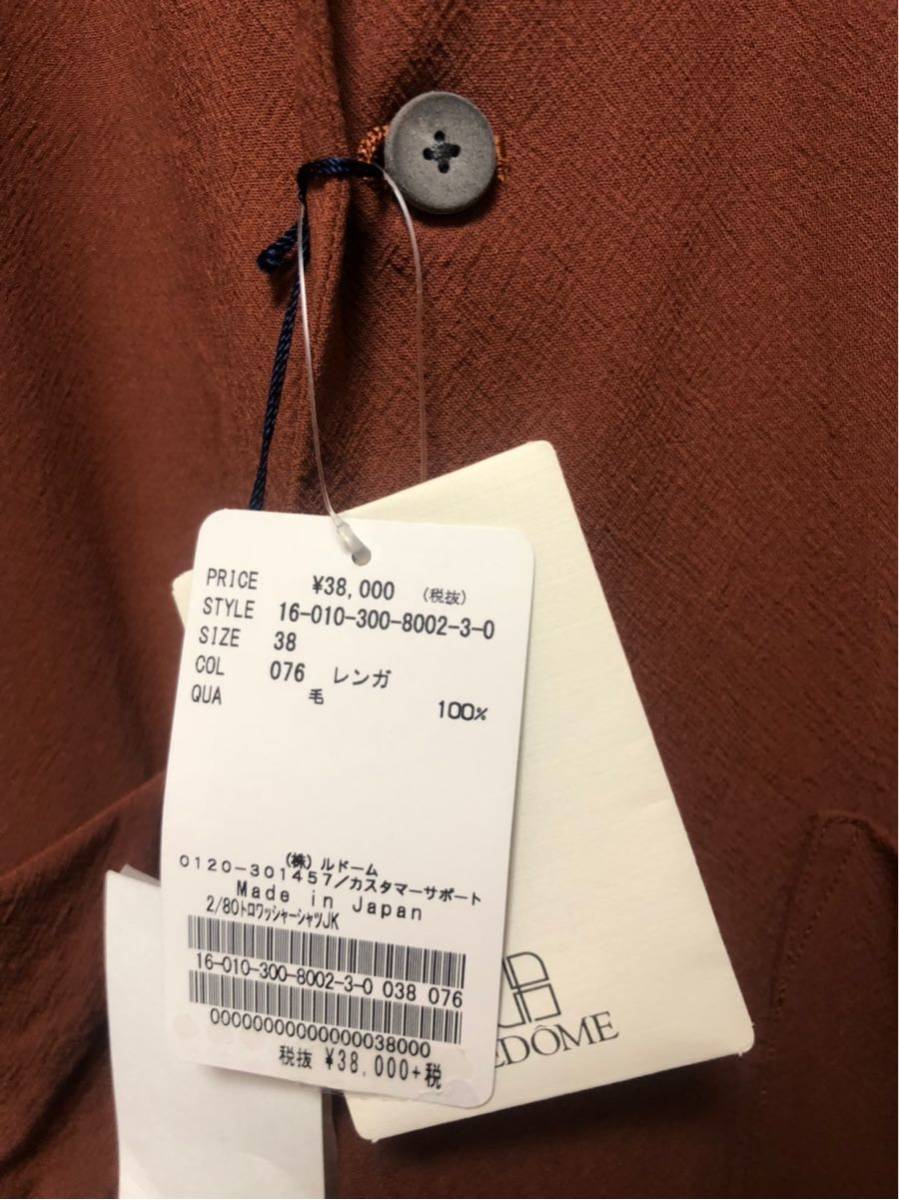 PRICE ¥38,000 (税抜)
STYLE 16-010-300-8002-3-0
SIZE 38
COL 076 レンガ
QUA 毛 100%
(株)ルドーム
0120-301457/カスタマーサポート
Made in Japan
2/80ﾄﾛﾜｯｼｬｰｼｬﾂJK
16-010-300-8002-3-0 038 076
00000000000000038000
税抜 ¥38,000+税
EDÔME